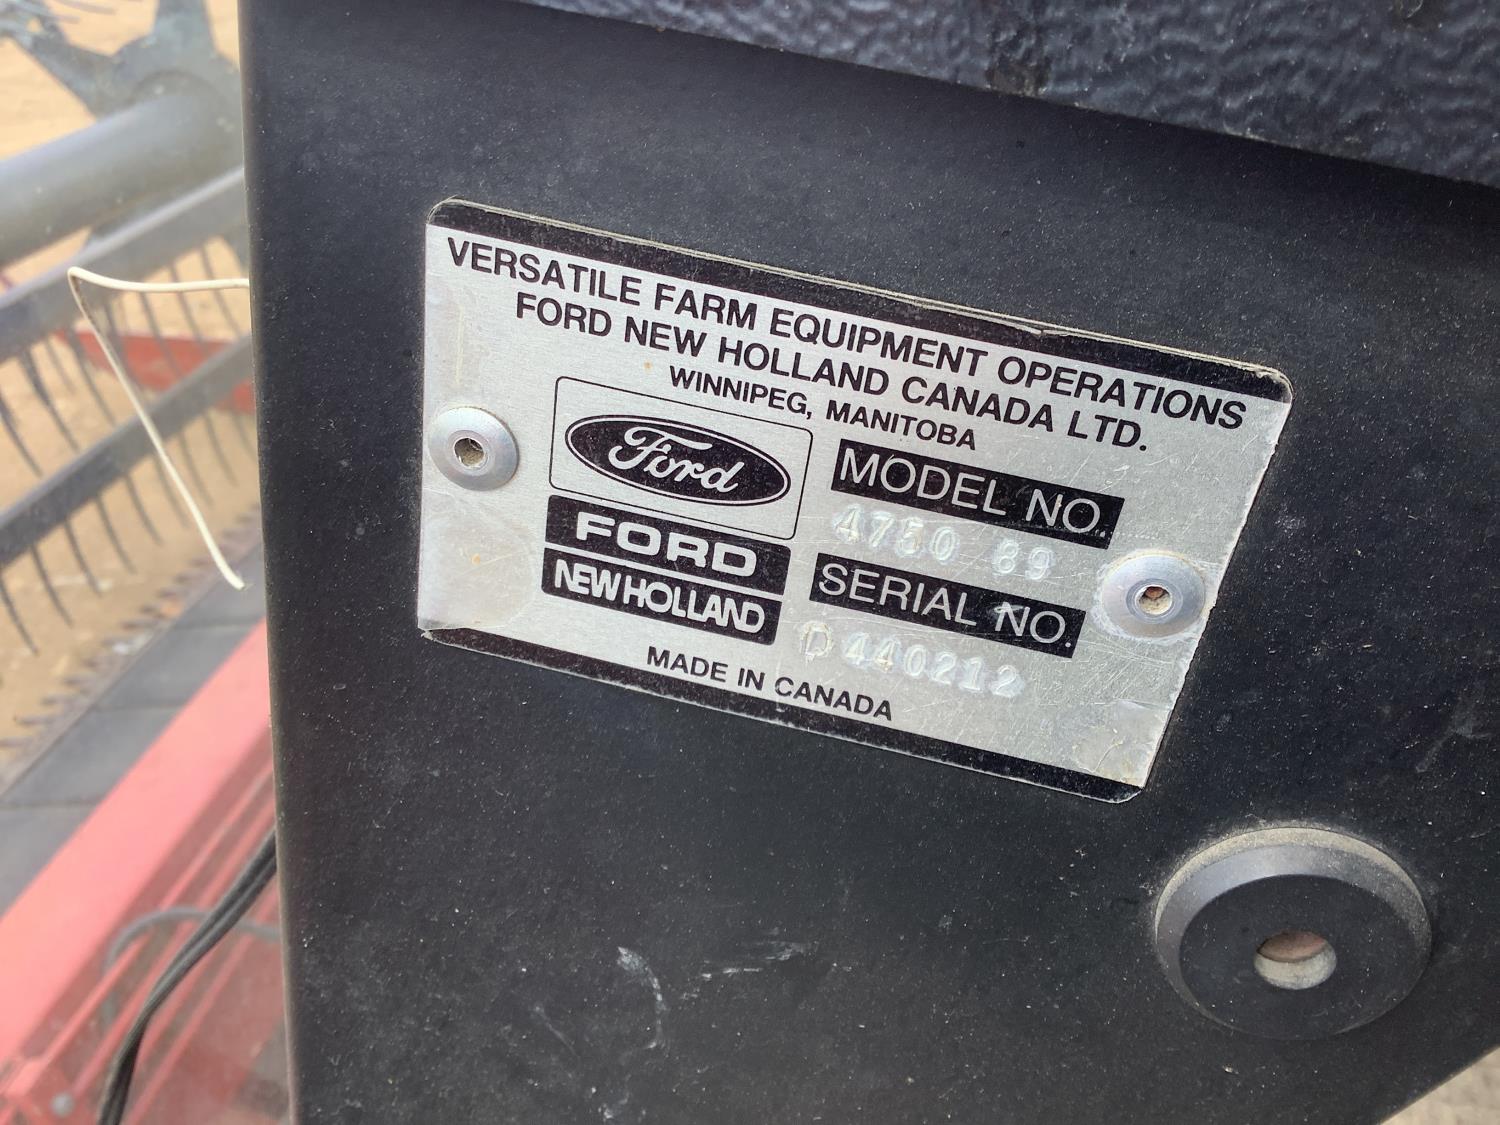 VERSATILE FARM EQUIPMENT OPERATIONS
FORD NEW HOLLAND CANADA LTD.
WINNIPEG, MANITOBA
Ford
FORD
NEW HOLLAND
MODEL NO.
4750 89
SERIAL NO.
D440212
MADE IN CANADA